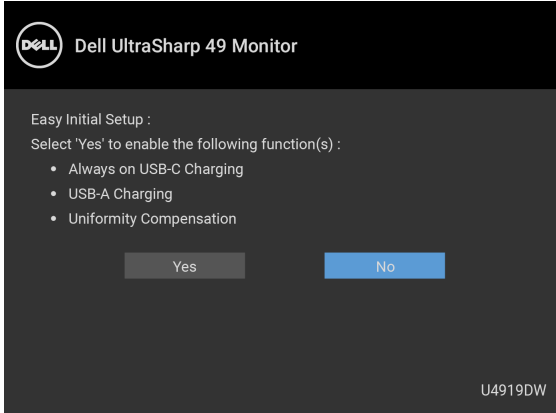 DELL
Dell UltraSharp 49 Monitor
Easy Initial Setup :
Select 'Yes' to enable the following function(s) :
• Always on USB-C Charging
• USB-A Charging
• Uniformity Compensation
Yes
No
U4919DW